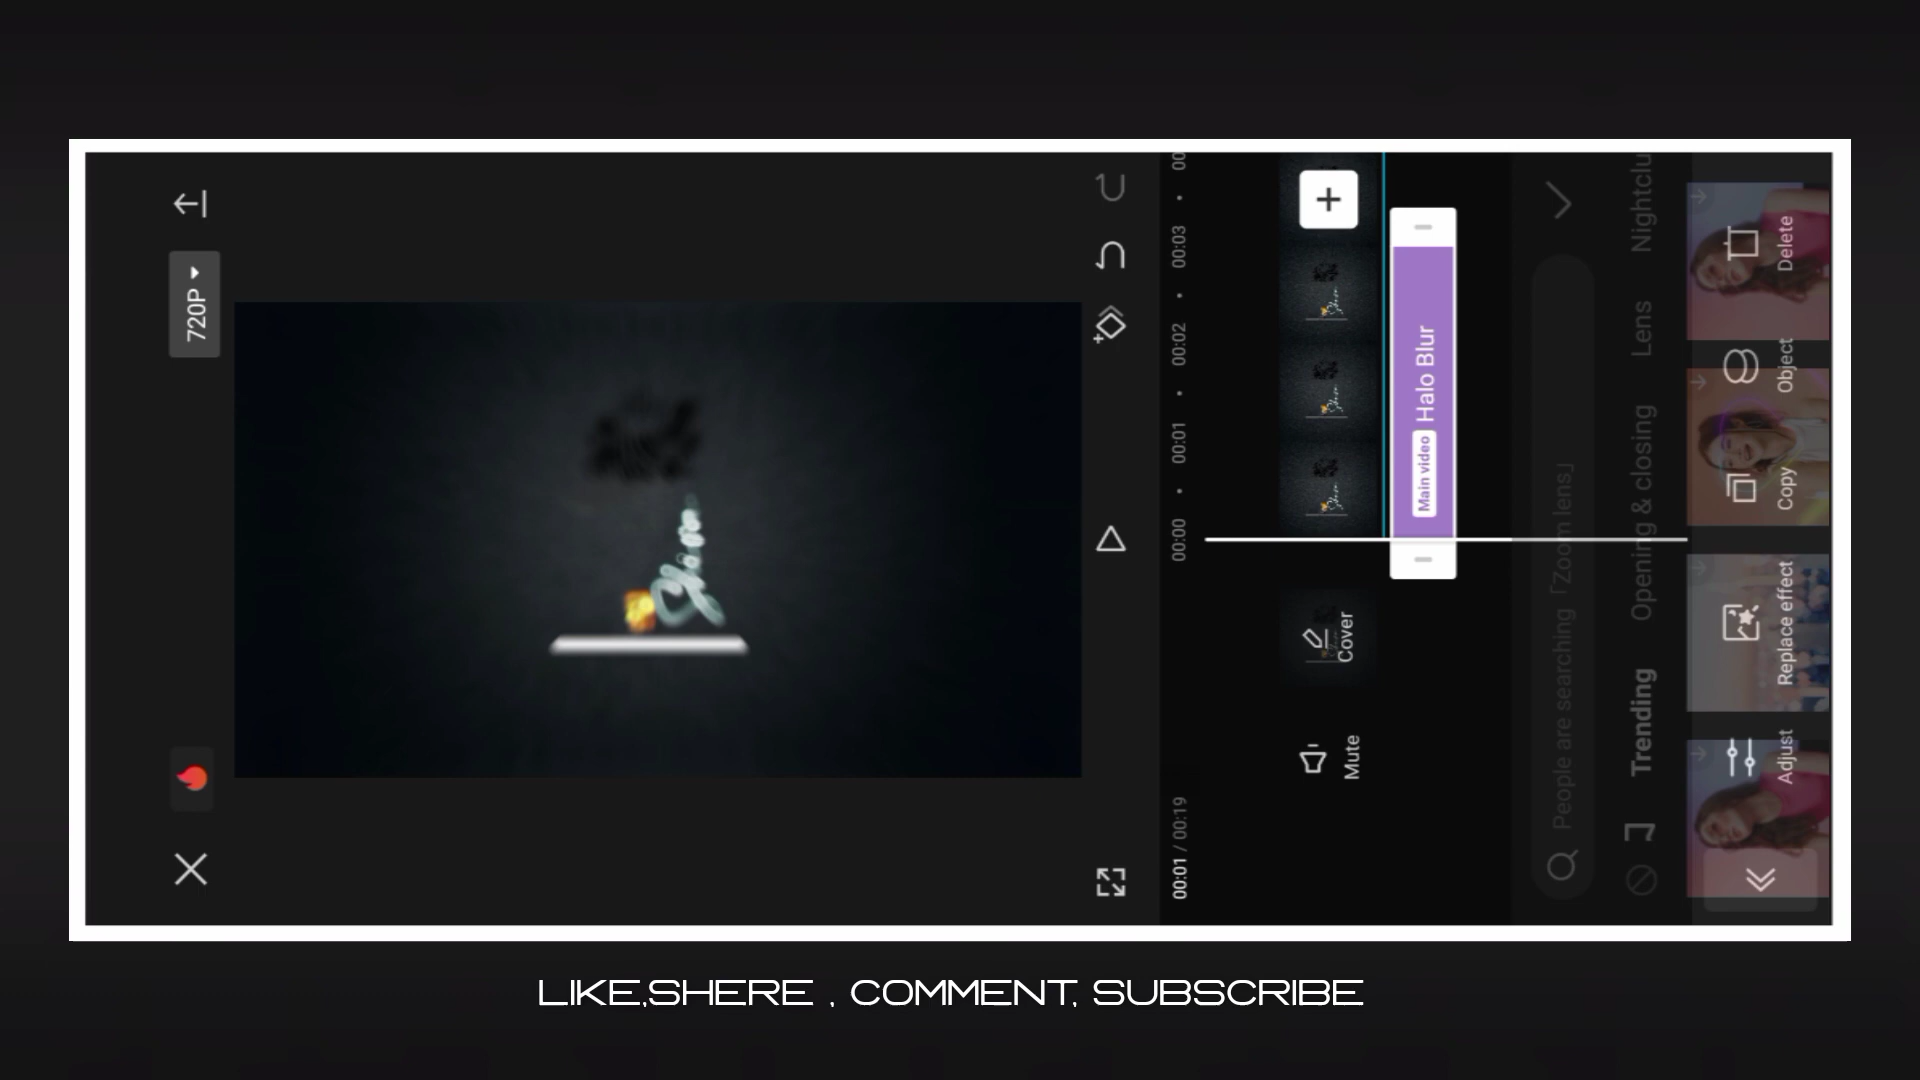 720P
00:01 / 00:19
00:00
00:01
00:02
00:03
00
Mute
Cover
Main video Halo Blur
People are searching 「Zoom lens」
Trending
Opening & closing
Lens
Nightclu
Adjust
Replace effect
Copy
Object
Delete
LIKE,SHERE , COMMENT, SUBSCRIBE